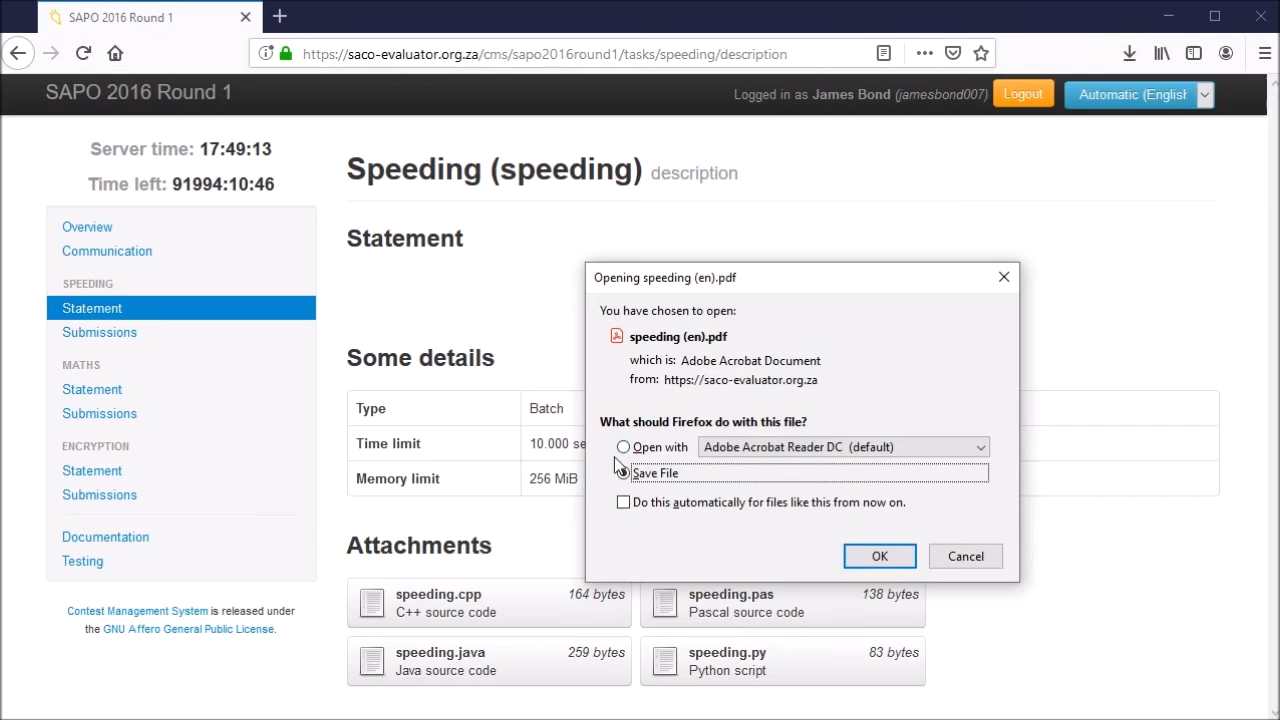 SAPO 2016 Round 1
https://saco-evaluator.org.za/cms/sapo2016round1/tasks/speeding/description
SAPO 2016 Round 1
Logged in as James Bond (jamesbond007)
Logout
Automatic (English
Server time: 17:49:13
Time left: 91994:10:46
Overview
Communication
SPEEDING
Statement
Submissions
MATHS
Statement
Submissions
ENCRYPTION
Statement
Submissions
Documentation
Testing
Contest Management System is released under
the GNU Affero General Public License.
Speeding (speeding) description
Statement
Some details
Type Batch
Time limit 10.000 se
Memory limit 256 MiB
Attachments
speeding.cpp 164 bytes
C++ source code
speeding.pas 138 bytes
Pascal source code
speeding.java 259 bytes
Java source code
speeding.py 83 bytes
Python script
Opening speeding (en).pdf
You have chosen to open:
speeding (en).pdf
which is: Adobe Acrobat Document
from: https://saco-evaluator.org.za
What should Firefox do with this file?
Open with Adobe Acrobat Reader DC (default)
Save File
Do this automatically for files like this from now on.
OK
Cancel